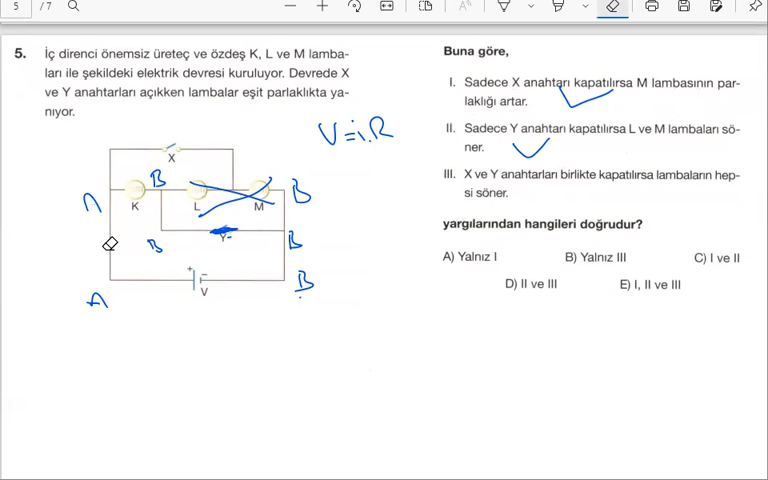 5 / 7
5. İç direnci önemsiz üreteç ve özdeş K, L ve M lamba-
ları ile şekildeki elektrik devresi kuruluyor. Devrede X
ve Y anahtarları açıkken lambalar eşit parlaklıkta ya-
nıyor.
V=i.R
X
B
A
K
L
M
B
B
Y
B
A
+
-
V
B
Buna göre,
I. Sadece X anahtarı kapatılırsa M lambasının par-
laklığı artar.
II. Sadece Y anahtarı kapatılırsa L ve M lambaları sö-
ner.
III. X ve Y anahtarları birlikte kapatılırsa lambaların hep-
si söner.
yargılarından hangileri doğrudur?
A) Yalnız I B) Yalnız III C) I ve II
D) II ve III E) I, II ve III